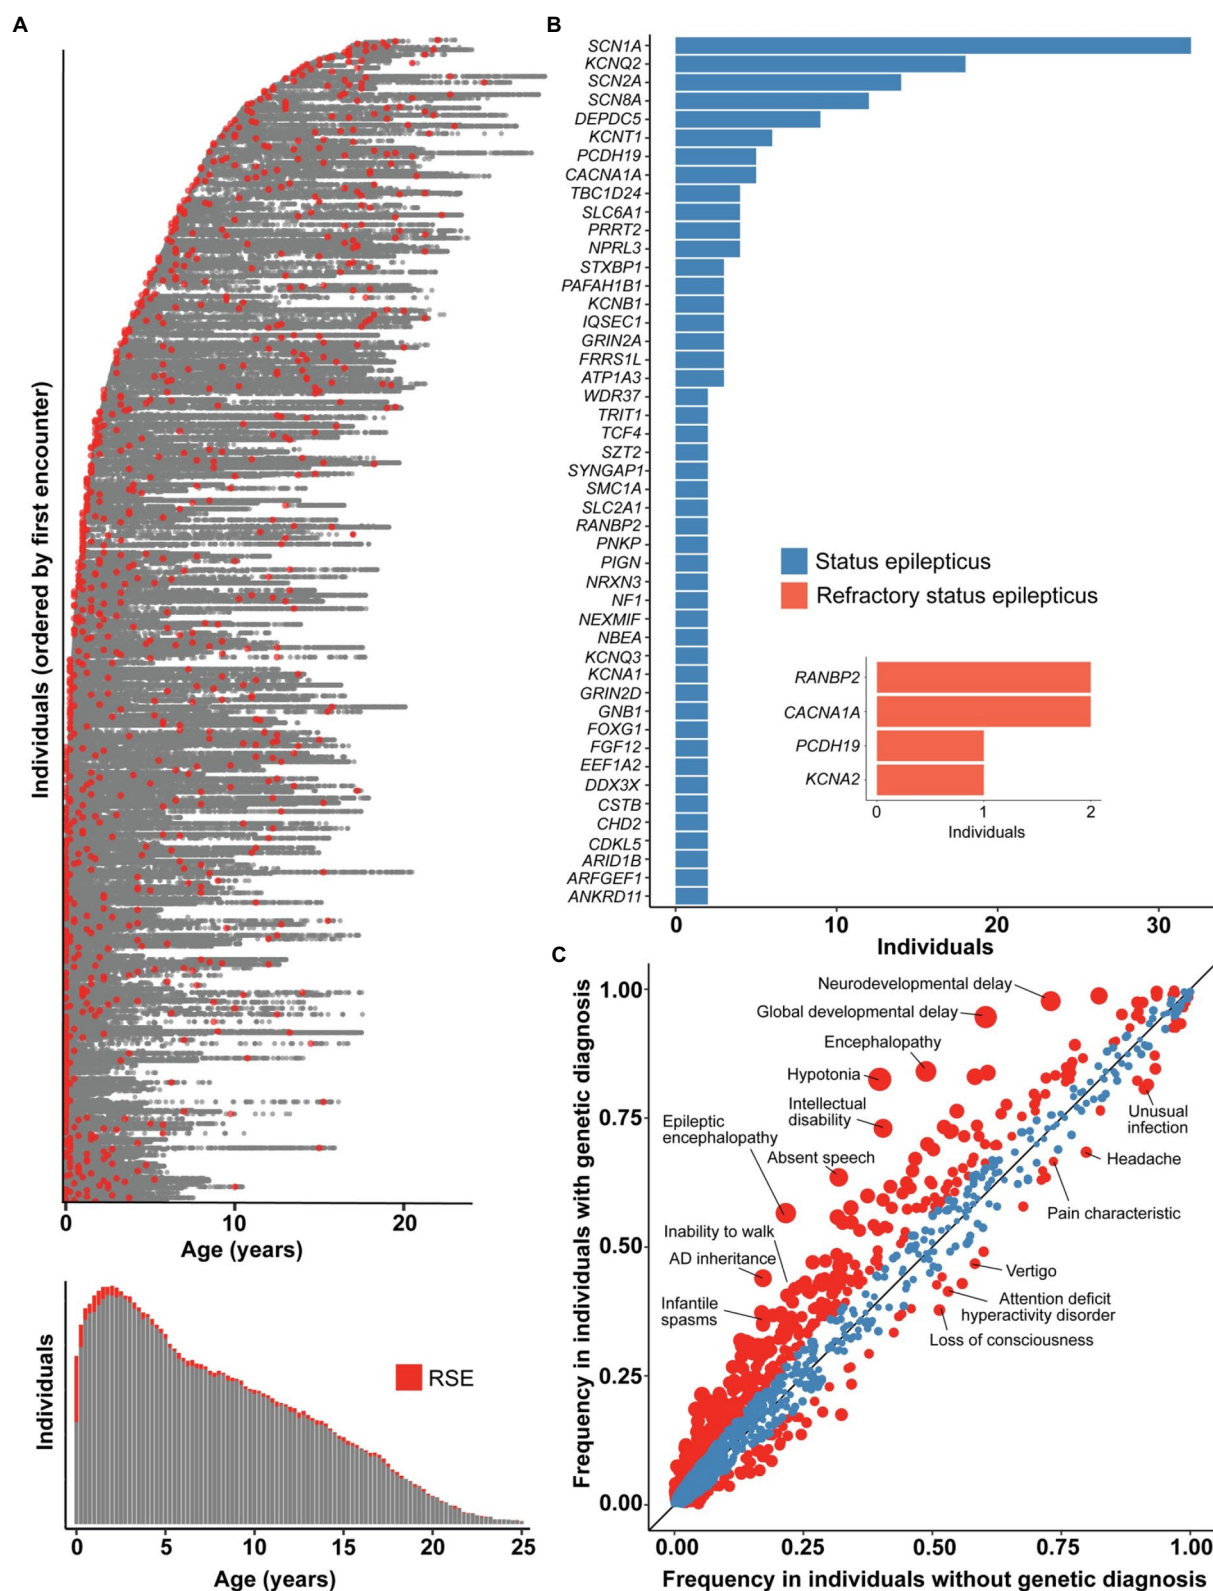 A
Individuals (ordered by first encounter)
0
10
20
Age (years)
Individuals
RSE
0
5
10
15
20
25
Age (years)
B
SCN1A
KCNQ2
SCN2A
SCN8A
DEPDC5
KCNT1
PCDH19
CACNA1A
TBC1D24
SLC6A1
PRRT2
NPRL3
STXBP1
PAFAH1B1
KCNB1
IQSEC1
GRIN2A
FRRS1L
ATP1A3
WDR37
TRIT1
TCF4
SZT2
SYNGAP1
SMC1A
SLC2A1
RANBP2
PNKP
PIGN
NRXN3
NF1
NEXMIF
NBEA
KCNQ3
KCNA1
GRIN2D
GNB1
FOXG1
FGF12
EEF1A2
DDX3X
CSTB
CHD2
CDKL5
ARID1B
ARFGEF1
ANKRD11
0
10
20
30
Individuals
Status epilepticus
Refractory status epilepticus
RANBP2
CACNA1A
PCDH19
KCNA2
0
1
2
Individuals
C
Frequency in individuals with genetic diagnosis
1.00
0.75
0.50
0.25
0.00
Neurodevelopmental delay
Global developmental delay
Encephalopathy
Hypotonia
Intellectual
disability
Epileptic
encephalopathy
Absent speech
Inability to walk
AD inheritance
Infantile
spasms
Unusual
infection
Headache
Pain characteristic
Vertigo
Attention deficit
hyperactivity disorder
Loss of consciousness
0.00
0.25
0.50
0.75
1.00
Frequency in individuals without genetic diagnosis